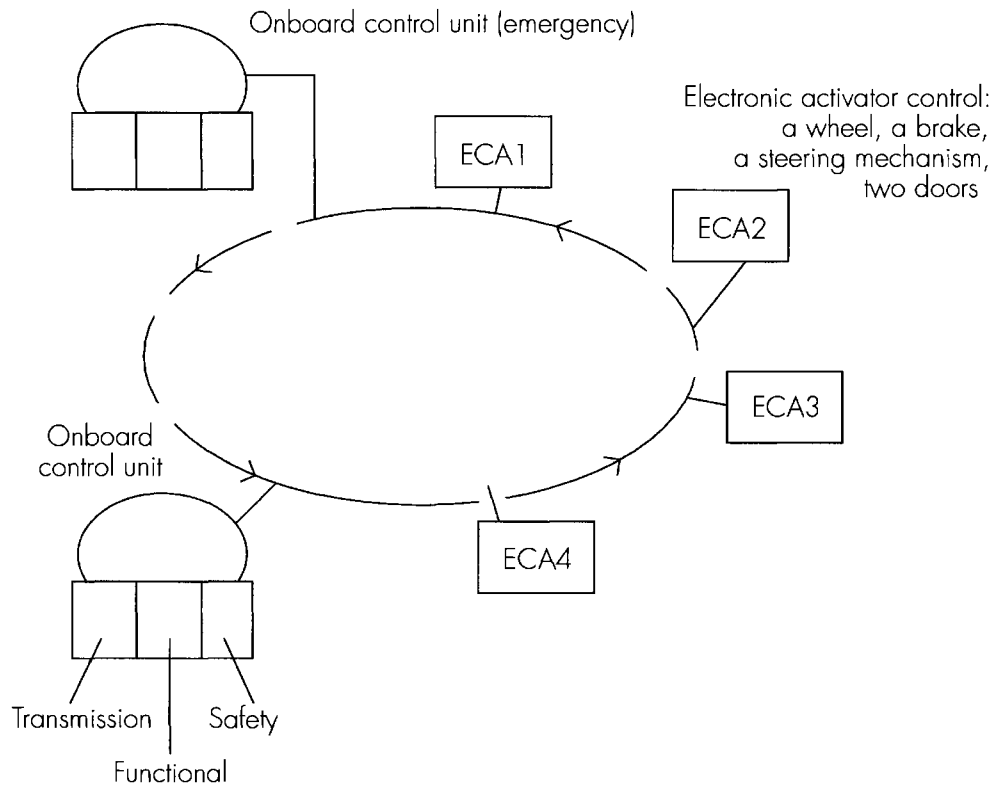 Onboard control unit (emergency)
Electronic activator control:
a wheel, a brake,
a steering mechanism,
two doors
ECA1
ECA2
ECA3
Onboard
control unit
ECA4
Transmission
Safety
Functional